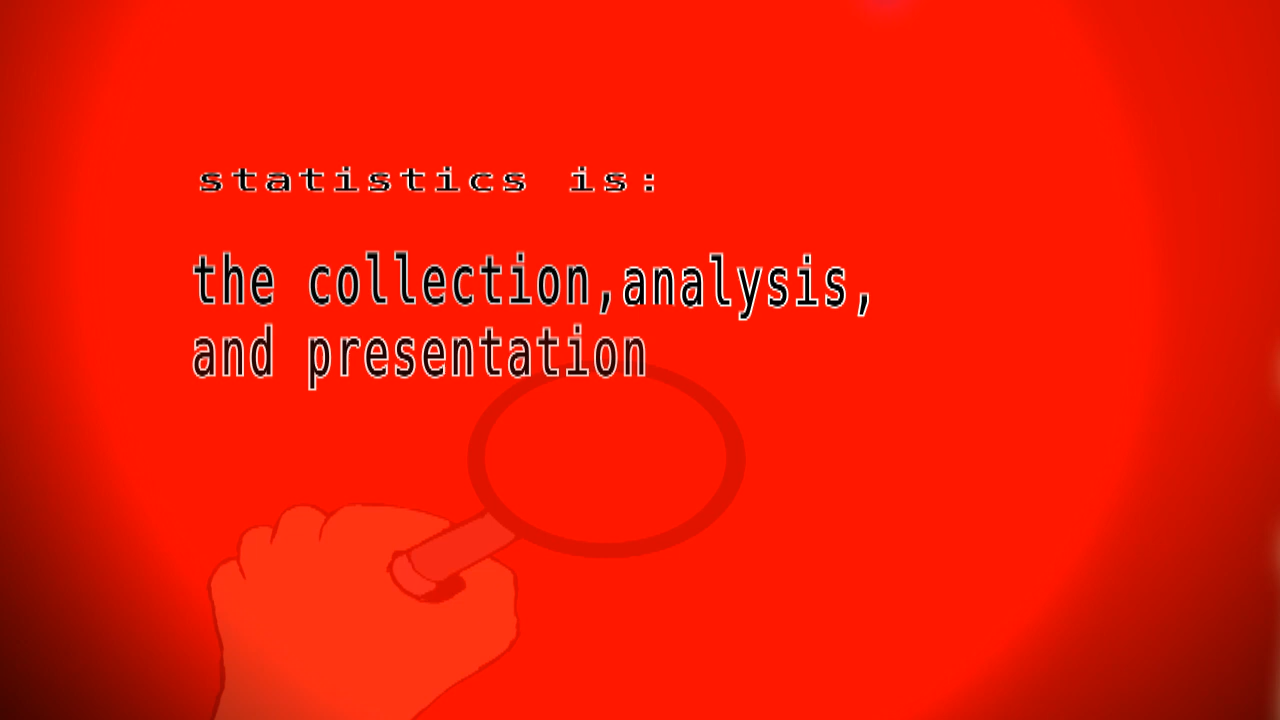 statistics is:
the collection,analysis,
and presentation